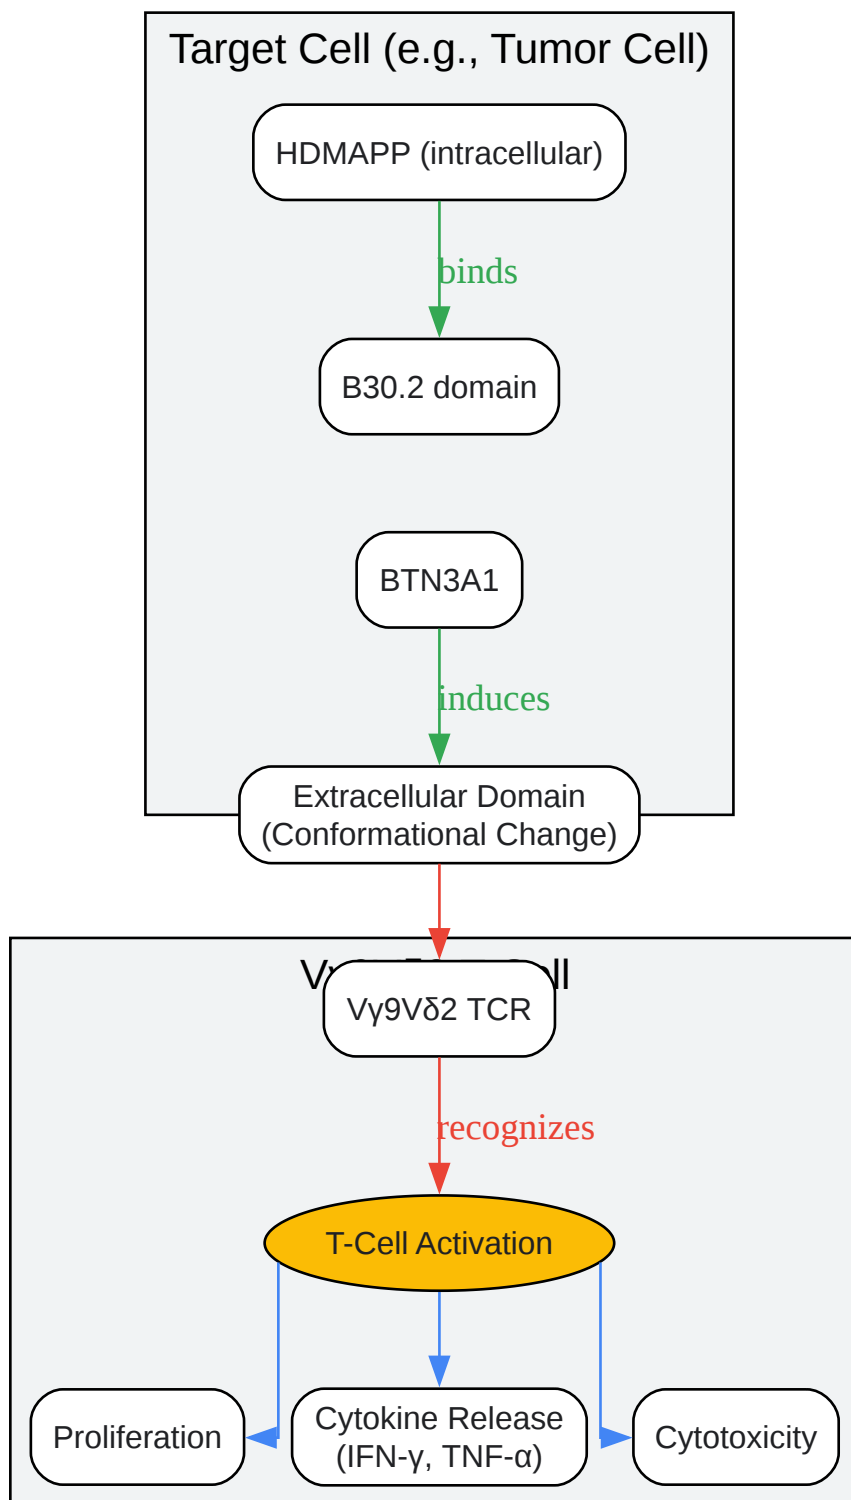 Target Cell (e.g., Tumor Cell)
HDMAPP (intracellular)
binds
B30.2 domain
BTN3A1
induces
Extracellular Domain
(Conformational Change)
Vγ9Vδ2 TCR
recognizes
T-Cell Activation
Proliferation
Cytokine Release
(IFN-γ, TNF-α)
Cytotoxicity